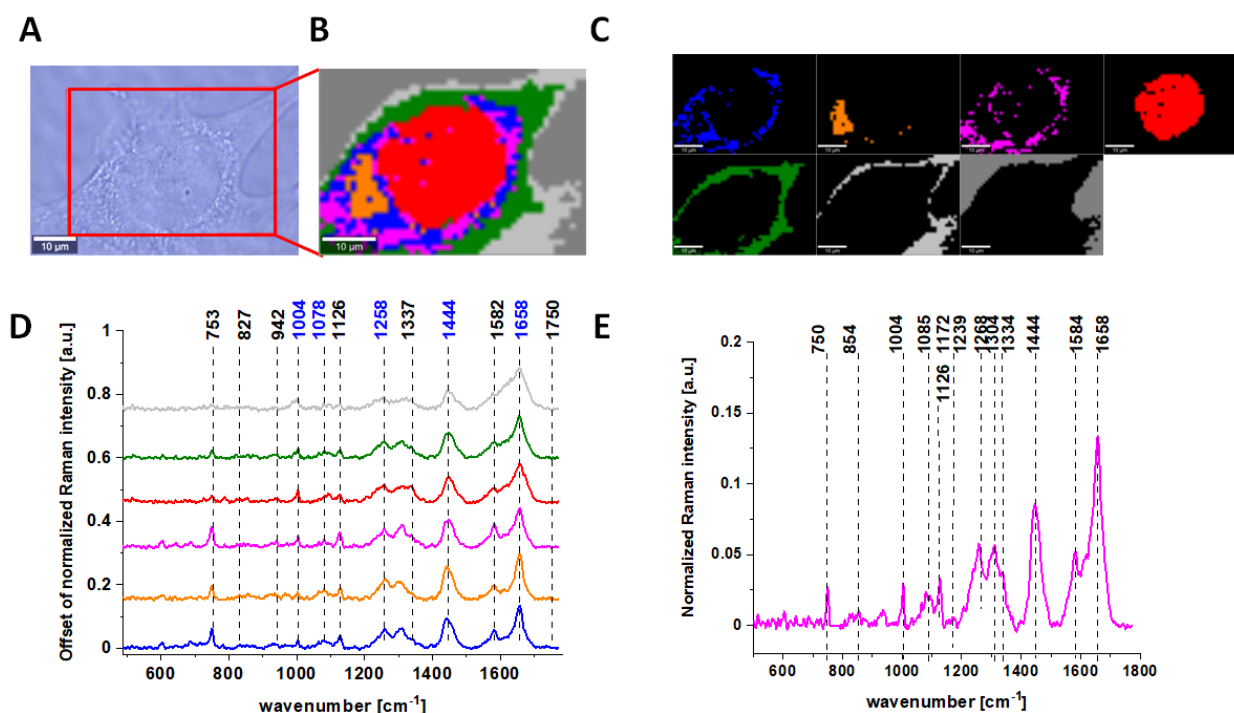 A
B
C
10 µm
10 µm
10 µm
10 µm
10 µm
10 µm
10 µm
10 µm
10 µm
D
753
827
942
1004
1078
1126
1258
1337
1444
1582
1658
1750
1
0.8
0.6
0.4
0.2
0
Offset of normalized Raman intensity [a.u.]
600 800 1000 1200 1400 1600
wavenumber [cm-1]
E
750
854
1004
1085
1126
1172
1239
1268
1304
1334
1444
1584
1658
0.2
0.15
0.1
0.05
0
Normalized Raman intensity [a.u.]
600 800 1000 1200 1400 1600 1800
wavenumber [cm-1]